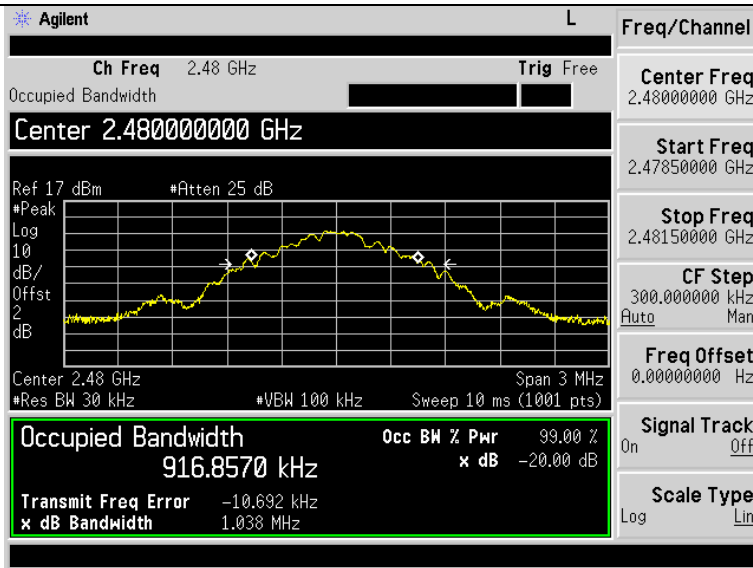 Agilent
L
Ch Freq 2.48 GHz
Trig Free
Occupied Bandwidth
Center 2.480000000 GHz
Ref 17 dBm
#Atten 25 dB
#Peak
Log
10
dB/
Offst
2
dB
Center 2.48 GHz
Span 3 MHz
#Res BW 30 kHz
#VBW 100 kHz
Sweep 10 ms (1001 pts)
Occupied Bandwidth
916.8570 kHz
Occ BW % Pwr 99.00 %
x dB -20.00 dB
Transmit Freq Error -10.692 kHz
x dB Bandwidth 1.038 MHz
Freq/Channel
Center Freq
2.48000000 GHz
Start Freq
2.47850000 GHz
Stop Freq
2.48150000 GHz
CF Step
300.000000 kHz
Auto Man
Freq Offset
0.00000000 Hz
Signal Track
On Off
Scale Type
Log Lin